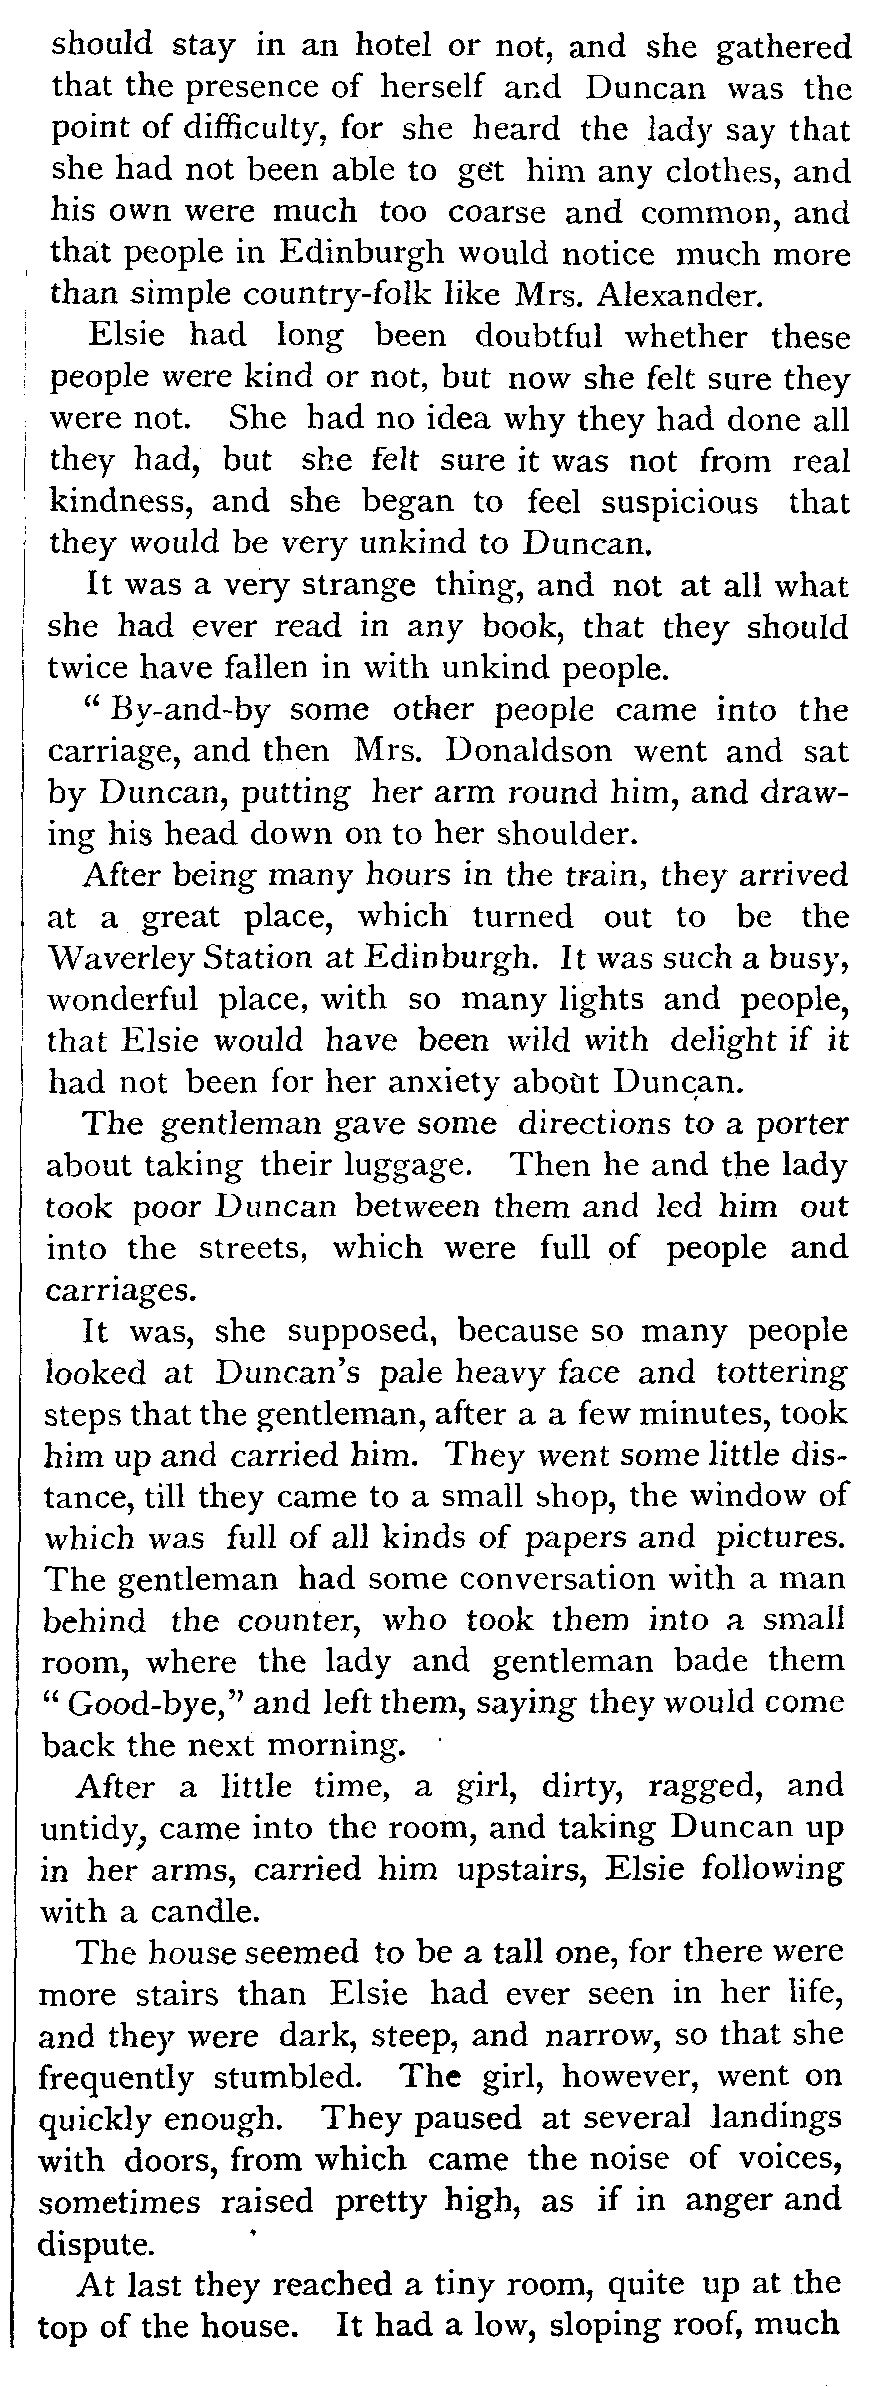 should stay in an hotel or not, and she gathered
that the presence of herself and Duncan was the
point of difficulty, for she heard the lady say that
she had not been able to get him any clothes, and
his own were much too coarse and common, and
that people in Edinburgh would notice much more
than simple country-folk like Mrs. Alexander.
Elsie had long been doubtful whether these
people were kind or not, but now she felt sure they
were not. She had no idea why they had done all
they had, but she felt sure it was not from real
kindness, and she began to feel suspicious that
they would be very unkind to Duncan.
It was a very strange thing, and not at all what
she had ever read in any book, that they should
twice have fallen in with unkind people.
“ By-and-by some other people came into the
carriage, and then Mrs. Donaldson went and sat
by Duncan, putting her arm round him, and draw-
ing his head down on to her shoulder.
After being many hours in the train, they arrived
at a great place, which turned out to be the
Waverley Station at Edinburgh. It was such a busy,
wonderful place, with so many lights and people,
that Elsie would have been wild with delight if it
had not been for her anxiety about Duncan.
The gentleman gave some directions to a porter
about taking their luggage. Then he and the lady
took poor Duncan between them and led him out
into the streets, which were full of people and
carriages.
It was, she supposed, because so many people
looked at Duncan's pale heavy face and tottering
steps that the gentleman, after a a few minutes, took
him up and carried him. They went some little dis-
tance, till they came to a small shop, the window of
which was full of all kinds of papers and pictures.
The gentleman had some conversation with a man
behind the counter, who took them into a small
room, where the lady and gentleman bade them
“ Good-bye,” and left them, saying they would come
back the next morning.
After a little time, a girl, dirty, ragged, and
untidy, came into the room, and taking Duncan up
in her arms, carried him upstairs, Elsie following
with a candle.
The house seemed to be a tall one, for there were
more stairs than Elsie had ever seen in her life,
and they were dark, steep, and narrow, so that she
frequently stumbled. The girl, however, went on
quickly enough. They paused at several landings
with doors, from which came the noise of voices,
sometimes raised pretty high, as if in anger and
dispute.
At last they reached a tiny room, quite up at the
top of the house. It had a low, sloping roof, much